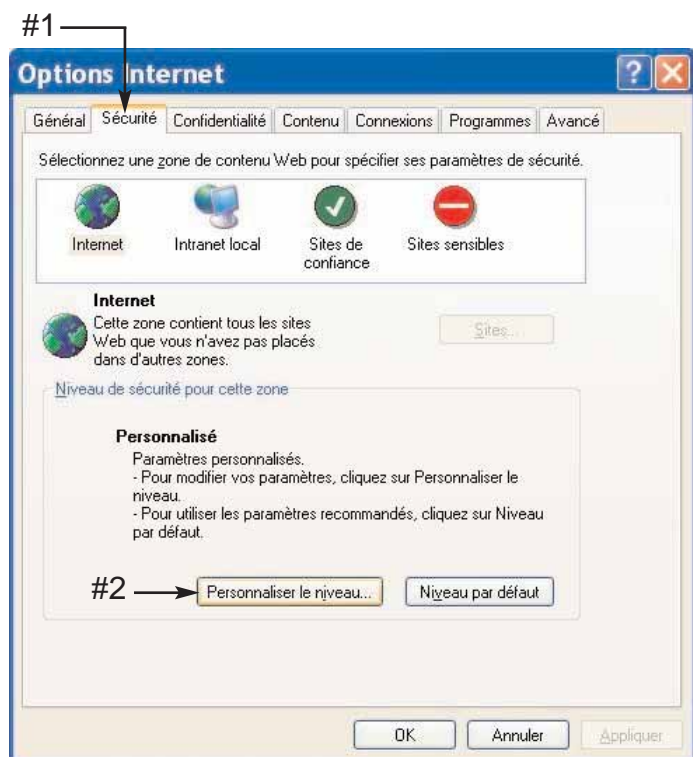 #1
Options Internet
Général Sécurité Confidentialité Contenu Connexions Programmes Avancé
Sélectionnez une zone de contenu Web pour spécifier ses paramètres de sécurité.
Internet Intranet local Sites de confiance Sites sensibles
Internet
Cette zone contient tous les sites
Web que vous n'avez pas placés
dans d'autres zones.
Sites...
Niveau de sécurité pour cette zone
Personnalisé
Paramètres personnalisés.
- Pour modifier vos paramètres, cliquez sur Personnaliser le
niveau.
- Pour utiliser les paramètres recommandés, cliquez sur Niveau
par défaut.
#2
Personnaliser le niveau... Niveau par défaut
OK Annuler Appliquer